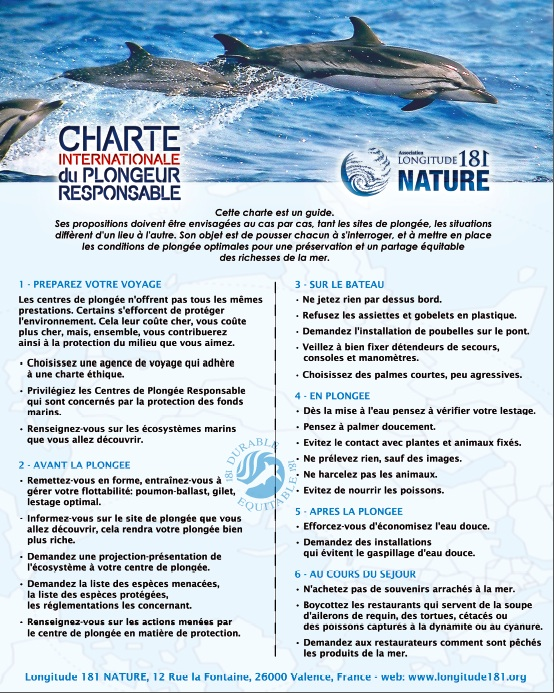 CHARTE
INTERNATIONALE
du PLONGEUR
RESPONSABLE
Association
LONGITUDE 181
NATURE
Cette charte est un guide.
Ses propositions doivent être envisagées au cas par cas, tant les sites de plongée, les situations
diffèrent d'un lieu à l'autre. Son objet est de pousser chacun à s'interroger, et à mettre en place
les conditions de plongée optimales pour une préservation et un partage équitable
des richesses de la mer.
1 - PREPAREZ VOTRE VOYAGE
Les centres de plongée n'offrent pas tous les mêmes
prestations. Certains s'efforcent de protéger
l'environnement. Cela leur coûte cher, vous coûte
plus cher, mais, ensemble, vous contribuerez
ainsi à la protection du milieu que vous aimez.
· Choisissez une agence de voyage qui adhère
à une charte éthique.
· Privilégiez les Centres de Plongée Responsable
qui sont concernés par la protection des fonds
marins.
· Renseignez-vous sur les écosystèmes marins
que vous allez découvrir.
2 - AVANT LA PLONGEE
· Remettez-vous en forme, entraînez-vous à
gérer votre flottabilité: poumon-ballast, gilet,
lestage optimal.
· Informez-vous sur le site de plongée que vous
allez découvrir, cela rendra votre plongée bien
plus riche.
· Demandez une projection-présentation de
l'écosystème à votre centre de plongée.
· Demandez la liste des espèces menacées,
la liste des espèces protégées,
les réglementations les concernant.
· Renseignez-vous sur les actions menées par
le centre de plongée en matière de protection.
181 DURABLE 181 EQUITABLE
3 - SUR LE BATEAU
· Ne jetez rien par dessus bord.
· Refusez les assiettes et gobelets en plastique.
· Demandez l'installation de poubelles sur le pont.
· Veillez à bien fixer détendeurs de secours,
consoles et manomètres.
· Choisissez des palmes courtes, peu agressives.
4 - EN PLONGEE
· Dès la mise à l'eau pensez à vérifier votre lestage.
· Pensez à palmer doucement.
· Evitez le contact avec plantes et animaux fixés.
· Ne prélevez rien, sauf des images.
· Ne harcelez pas les animaux.
· Evitez de nourrir les poissons.
5 - APRES LA PLONGEE
· Efforcez-vous d'économisez l'eau douce.
· Demandez des installations
qui évitent le gaspillage d'eau douce.
6 - AU COURS DU SEJOUR
· N'achetez pas de souvenirs arrachés à la mer.
· Boycottez les restaurants qui servent de la soupe
d'ailerons de requin, des tortues, cétacés ou
des poissons capturés à la dynamite ou au cyanure.
· Demandez aux restaurateurs comment sont pêchés
les produits de la mer.
Longitude 181 NATURE, 12 Rue la Fontaine, 26000 Valence, France - web: www.longitude181.org